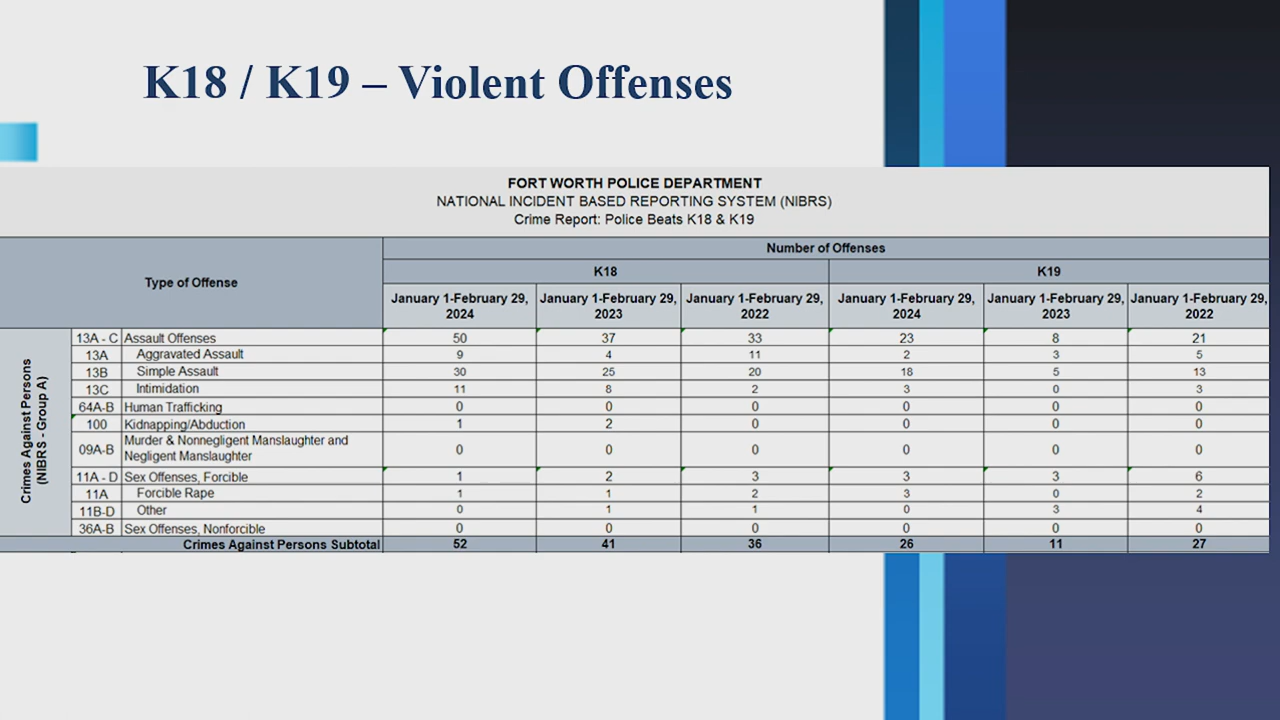 K18 / K19 – Violent Offenses
FORT WORTH POLICE DEPARTMENT
NATIONAL INCIDENT BASED REPORTING SYSTEM (NIBRS)
Crime Report: Police Beats K18 & K19
Type of Offense
Number of Offenses
K18 K19
January 1-February 29, 2024 January 1-February 29, 2023 January 1-February 29, 2022 January 1-February 29, 2024 January 1-February 29, 2023 January 1-February 29, 2022
Crimes Against Persons
(NIBRS - Group A)
13A - C Assault Offenses 50 37 33 23 8 21
13A Aggravated Assault 9 4 11 2 3 5
13B Simple Assault 30 25 20 18 5 13
13C Intimidation 11 8 2 3 0 3
64A-B Human Trafficking 0 0 0 0 0 0
100 Kidnapping/Abduction 1 2 0 0 0 0
09A-B Murder & Nonnegligent Manslaughter and
Negligent Manslaughter 0 0 0 0 0 0
11A - D Sex Offenses, Forcible 1 2 3 3 3 6
11A Forcible Rape 1 1 2 3 0 2
11B-D Other 0 1 1 0 3 4
36A-B Sex Offenses, Nonforcible 0 0 0 0 0 0
Crimes Against Persons Subtotal 52 41 36 26 11 27